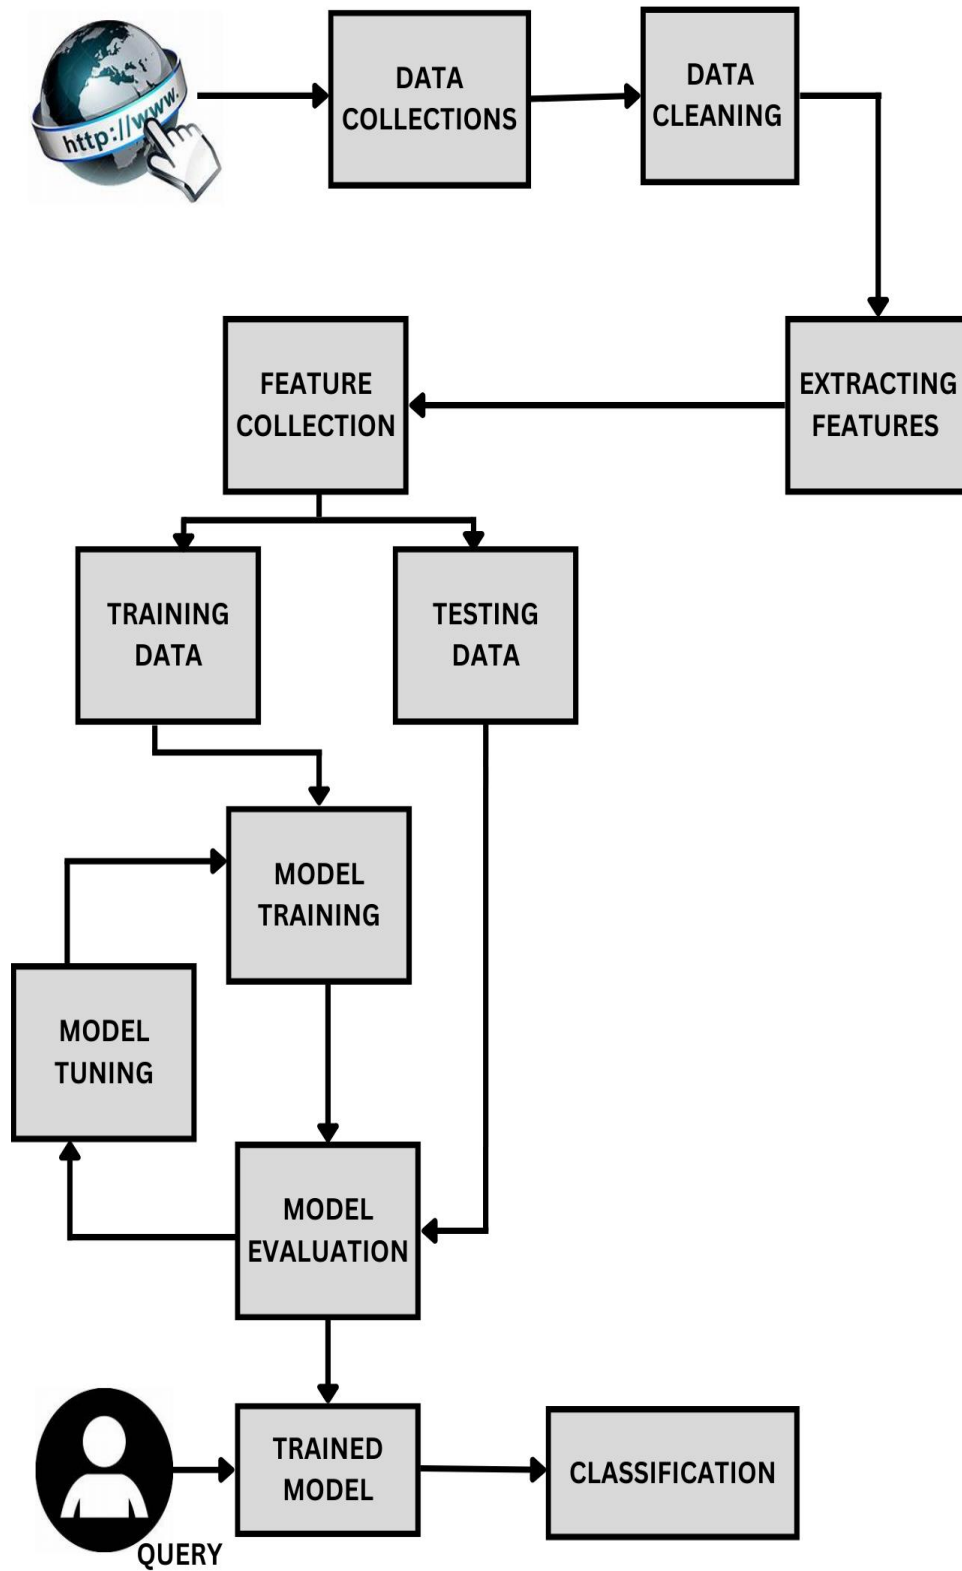 http://www.
DATA
COLLECTIONS
DATA
CLEANING
FEATURE
COLLECTION
EXTRACTING
FEATURES
TRAINING
DATA
TESTING
DATA
MODEL
TRAINING
MODEL
TUNING
MODEL
EVALUATION
TRAINED
MODEL
CLASSIFICATION
QUERY